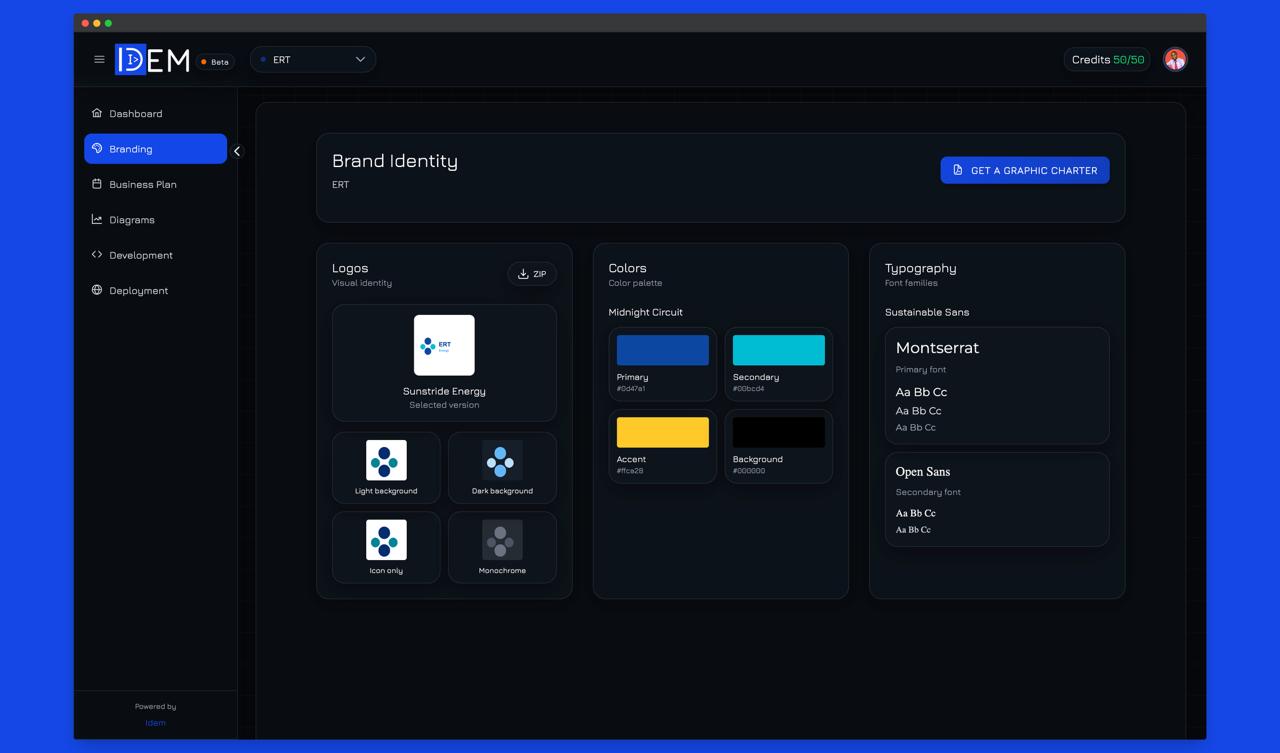 IDEM
Beta
ERT
Credits 50/50
Dashboard
Branding
Business Plan
Diagrams
Development
Deployment
Powered by
Idem
Brand Identity
ERT
GET A GRAPHIC CHARTER
Logos
Visual identity
ZIP
ERT
Energy
Sunstride Energy
Selected version
Light background
Dark background
Icon only
Monochrome
Colors
Color palette
Midnight Circuit
Primary
#0d47a1
Secondary
#00bcd4
Accent
#ffca28
Background
#000000
Typography
Font families
Sustainable Sans
Montserrat
Primary font
Aa Bb Cc
Aa Bb Cc
Aa Bb Cc
Open Sans
Secondary font
Aa Bb Cc
Aa Bb Cc